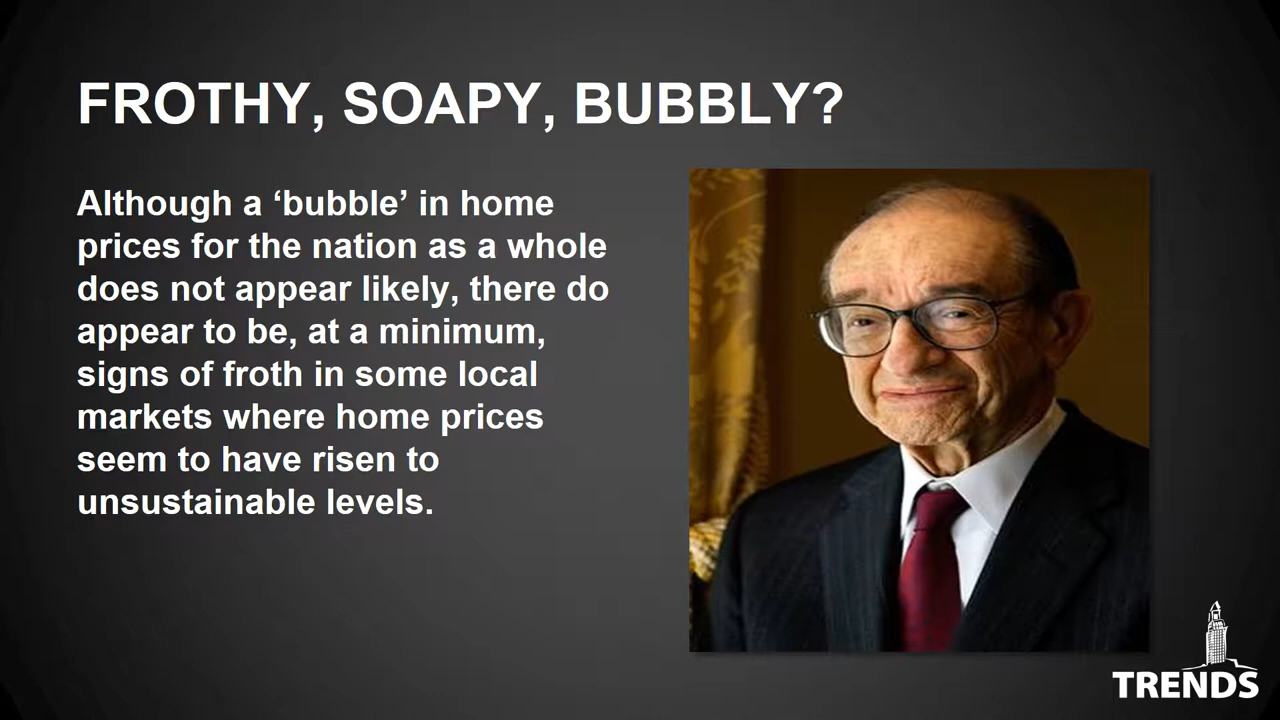 FROTHY, SOAPY, BUBBLY?
Although a ‘bubble’ in home
prices for the nation as a whole
does not appear likely, there do
appear to be, at a minimum,
signs of froth in some local
markets where home prices
seem to have risen to
unsustainable levels.
TRENDS